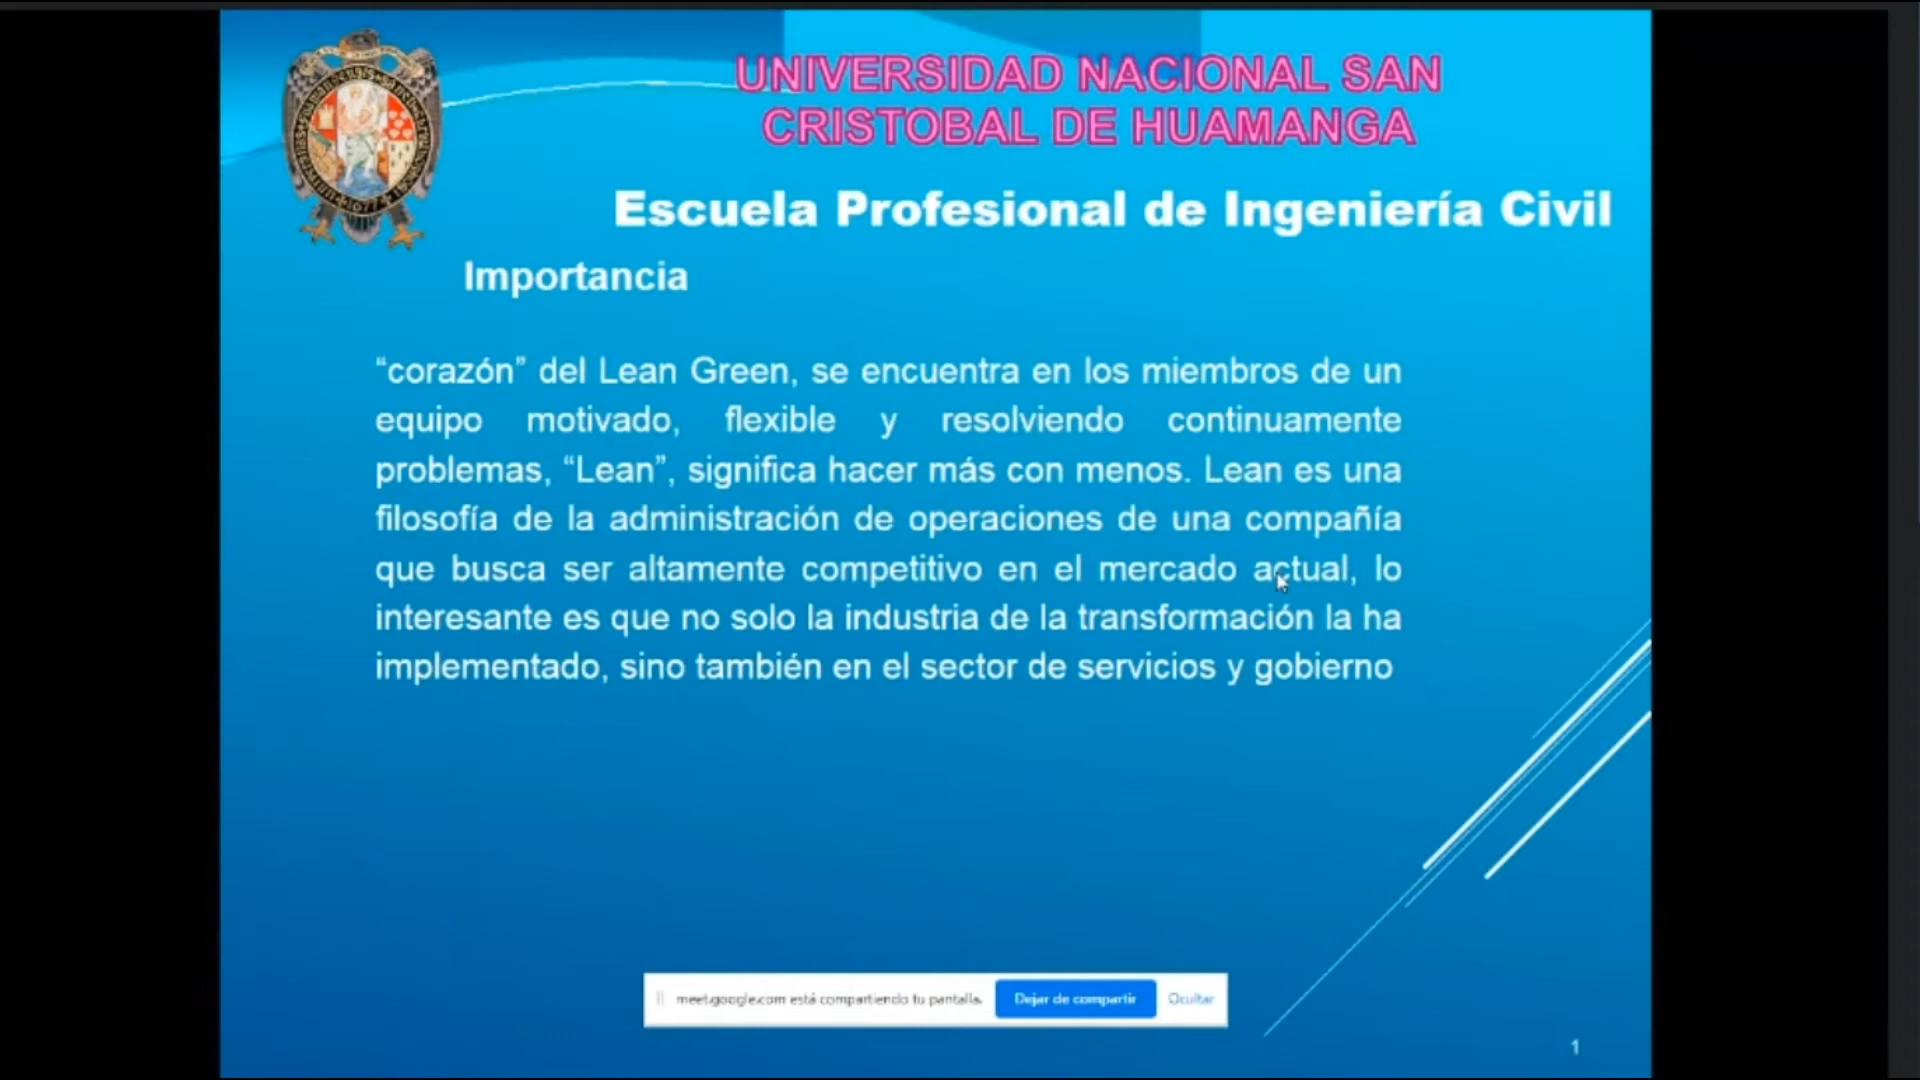 UNIVERSIDAD NACIONAL SAN
CRISTOBAL DE HUAMANGA
Escuela Profesional de Ingeniería Civil
Importancia
“corazón” del Lean Green, se encuentra en los miembros de un
equipo motivado, flexible y resolviendo continuamente
problemas, “Lean”, significa hacer más con menos. Lean es una
filosofía de la administración de operaciones de una compañía
que busca ser altamente competitivo en el mercado actual, lo
interesante es que no solo la industria de la transformación la ha
implementado, sino también en el sector de servicios y gobierno
meet.google.com está compartiendo tu pantalla. Dejar de compartir Ocultar
1